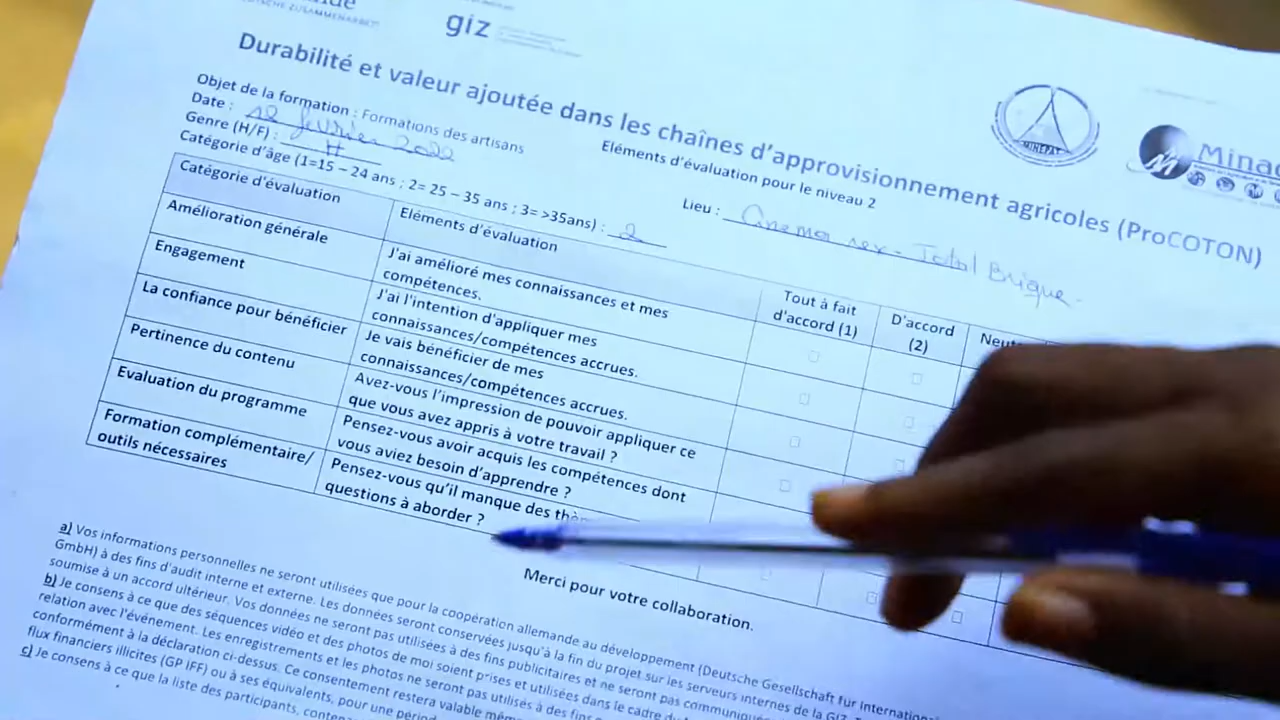 giz
Durabilité et valeur ajoutée dans les chaînes d'approvisionnement agricoles (ProCOTON)
MINEPAT
Objet de la formation : Formations des artisans
Eléments d'évaluation pour le niveau 2
Date : 12 février 2022
Genre (H/F) : H
Lieu : Cinema rex - Total Brique
Catégorie d'âge (1=15 – 24 ans ; 2= 25 – 35 ans ; 3= >35ans) : 2
Catégorie d'évaluation
Eléments d'évaluation
Tout à fait
d'accord (1)
D'accord
(2)
Amélioration générale
J'ai amélioré mes connaissances et mes
compétences.
Engagement
J'ai l'intention d'appliquer mes
connaissances/compétences accrues.
La confiance pour bénéficier
Je vais bénéficier de mes
connaissances/compétences accrues.
Pertinence du contenu
Avez-vous l'impression de pouvoir appliquer ce
que vous avez appris à votre travail ?
Evaluation du programme
Pensez-vous avoir acquis les compétences dont
vous aviez besoin d'apprendre ?
Formation complémentaire/
outils nécessaires
Pensez-vous qu'il manque des
questions à aborder ?
Merci pour votre collaboration.
a) Vos informations personnelles ne seront utilisées que pour la coopération allemande au développement (Deutsche Gesellschaft für
GmbH) à des fins d'audit interne et externe. Les données seront conservées jusqu'à la fin du projet sur les serveurs internes de la GIZ.
soumise à un accord ultérieur. Vos données ne seront pas utilisées à des fins publicitaires et ne seront pas
b) Je consens à ce que des séquences vidéo et des photos de moi soient prises et utilisées dans le cadre
relation avec l'événement. Les enregistrements et les photos ne seront pas utilisés à des fins
conformément à la déclaration ci-dessus. Ce consentement restera valable
flux financiers illicites (GP IFF) ou à ses équivalents, pour une
c) Je consens à ce que la liste des participants,